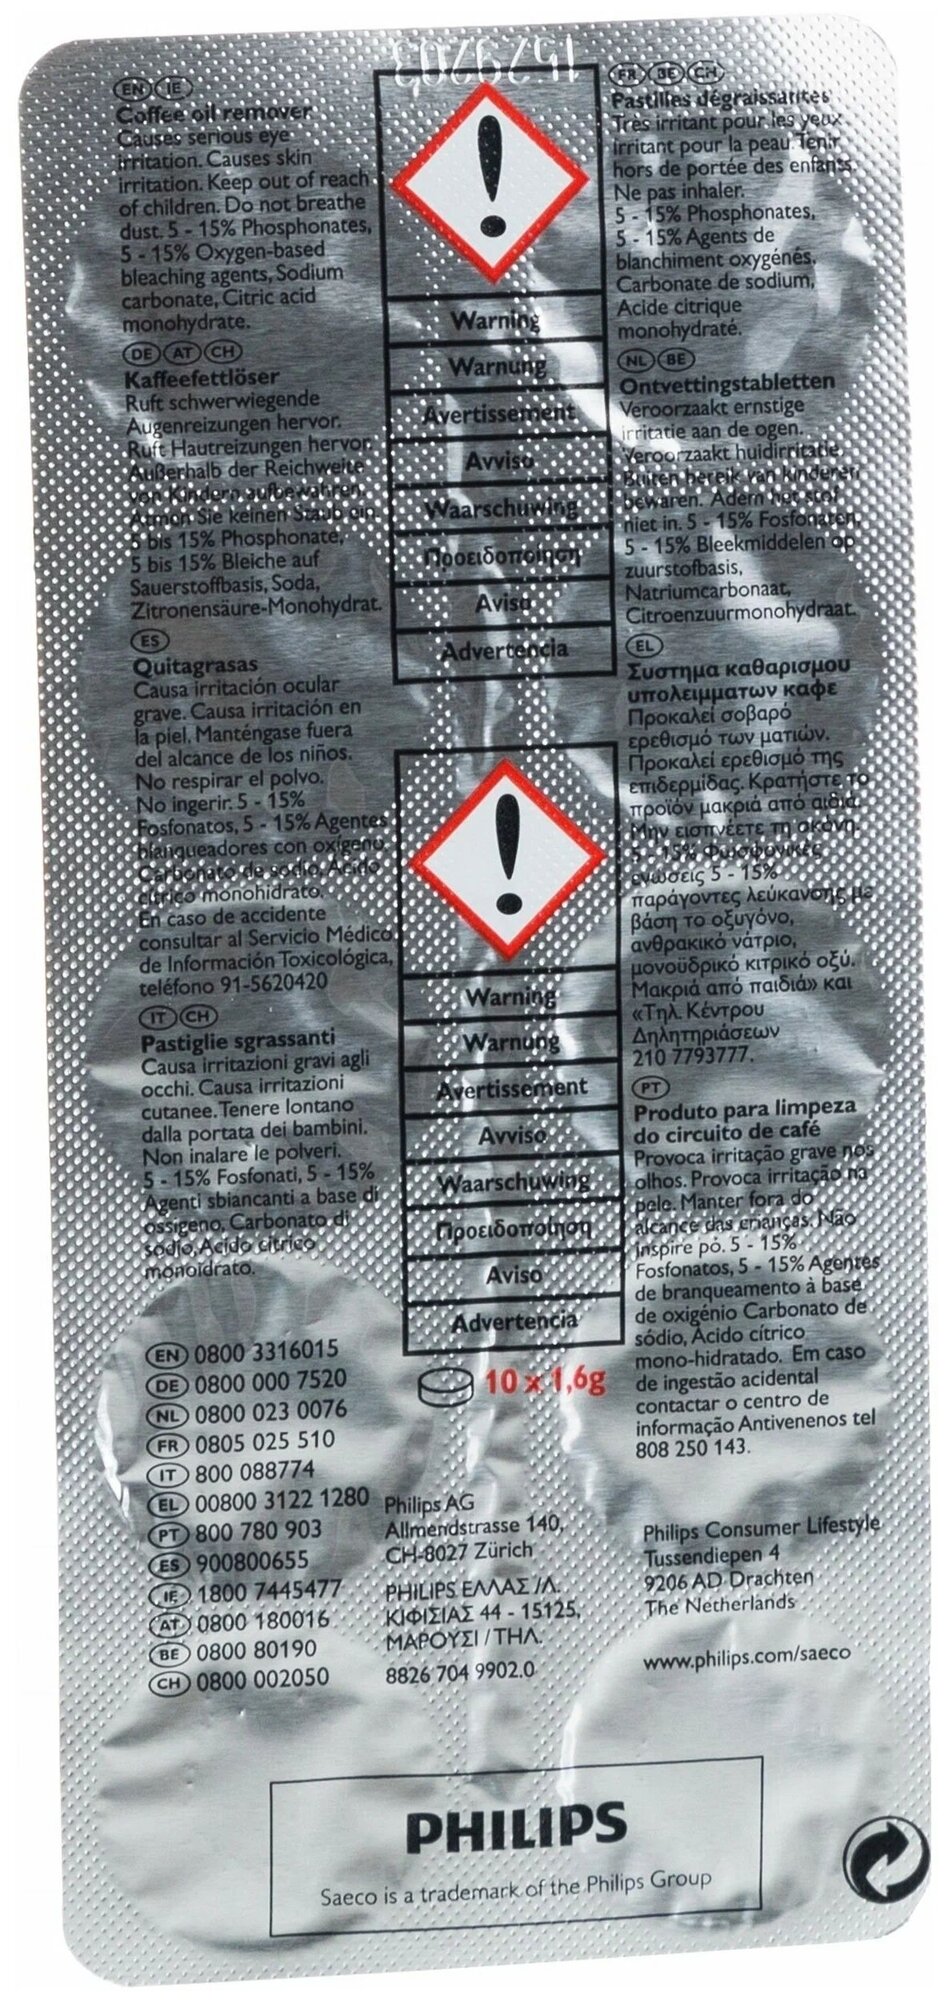 1529203
EN IE
Coffee oil remover
Causes serious eye
irritation. Causes skin
irritation. Keep out of reach
of children. Do not breathe
dust. 5 - 15% Phosphonates,
5 - 15% Oxygen-based
bleaching agents, Sodium
carbonate, Citric acid
monohydrate.
DE AT CH
Kaffeefettlöser
Ruft schwerwiegende
Augenreizungen hervor.
Ruft Hautreizungen hervor.
Außerhalb der Reichweite
von Kindern aufbewahren.
Atmen Sie keinen Staub ein.
5 bis 15% Phosphonate,
5 bis 15% Bleiche auf
Sauerstoffbasis, Soda,
Zitronensäure-Monohydrat.
ES
Quitagrasas
Causa irritación ocular
grave. Causa irritación en
la piel. Manténgase fuera
del alcance de los niños.
No respirar el polvo.
No ingerir. 5 - 15%
Fosfonatos, 5 - 15% Agentes
blanqueadores con oxígeno,
Carbonato de sodio, Acido
cítrico monohidrato.
En caso de accidente
consultar al Servicio Médico
de Información Toxicológica,
teléfono 91-5620420
IT CH
Pastiglie sgrassanti
Causa irritazioni gravi agli
occhi. Causa irritazioni
cutanee. Tenere lontano
dalla portata dei bambini.
Non inalare le polveri.
5 - 15% Fosfonati, 5 - 15%
Agenti sbiancanti a base di
ossigeno, Carbonato di
sodio, Acido citrico
monoidrato.
EN 0800 3316015
DE 0800 000 7520
NL 0800 023 0076
FR 0805 025 510
IT 800 088774
EL 00800 3122 1280
PT 800 780 903
ES 900800655
IE 1800 7445477
AT 0800 180016
BE 0800 80190
CH 0800 002050
Warning
Warnung
Avertissement
Avviso
Waarschuwing
Προειδοποίηση
Aviso
Advertencia
Warning
Warnung
Avertissement
Avviso
Waarschuwing
Προειδοποίηση
Aviso
Advertencia
10 x 1,6g
Philips AG
Allmendstrasse 140,
CH-8027 Zürich
PHILIPS ΕΛΛΑΣ /Λ.
ΚΙΦΙΣΙΑΣ 44 - 15125,
ΜΑΡΟΥΣΙ / ΤΗΛ.
8826 704 9902.0
FR BE CH
Pastilles dégraissantes
Très irritant pour les yeux.
Irritant pour la peau. Tenir
hors de portée des enfants.
Ne pas inhaler.
5 - 15% Phosphonates,
5 - 15% Agents de
blanchiment oxygénés,
Carbonate de sodium,
Acide citrique
monohydraté.
NL BE
Ontvettingstabletten
Veroorzaakt ernstige
irritatie aan de ogen.
Veroorzaakt huidirritatie.
Buiten bereik van kinderen
bewaren. Adem het stof
niet in. 5 - 15% Fosfonaten,
5 - 15% Bleekmiddelen op
zuurstofbasis,
Natriumcarbonaat,
Citroenzuurmonohydraat.
EL
Συστημα καθαρισμου
υπολειμματων καφε
Προκαλεί σοβαρό
ερεθισμό των ματιών.
Προκαλεί ερεθισμό της
επιδερμίδας. Κρατήστε το
προϊόν μακριά από αιδιά.
Μην εισπνέετε τη σκόνη.
5 - 15% Φωσφονικές
ενώσεις 5 - 15%
παράγοντες λεύκανσης με
βάση το οξυγόνο,
ανθρακικό νάτριο,
μονοϋδρικό κιτρικό οξύ.
Μακριά από παιδιά» και
«Τηλ. Κέντρου
Δηλητηριάσεων
210 7793777.
PT
Produto para limpeza
do circuito de café
Provoca irritação grave nos
olhos. Provoca irritação na
pele. Manter fora do
alcance das crianças. Não
inspire pó. 5 - 15%
Fosfonatos, 5 - 15% Agentes
de branqueamento à base
de oxigénio Carbonato de
sódio, Ácido cítrico
mono-hidratado. Em caso
de ingestão acidental
contactar o centro de
informação Antivenenos tel
808 250 143.
Philips Consumer Lifestyle
Tussendiepen 4
9206 AD Drachten
The Netherlands
www.philips.com/saeco
PHILIPS
Saeco is a trademark of the Philips Group